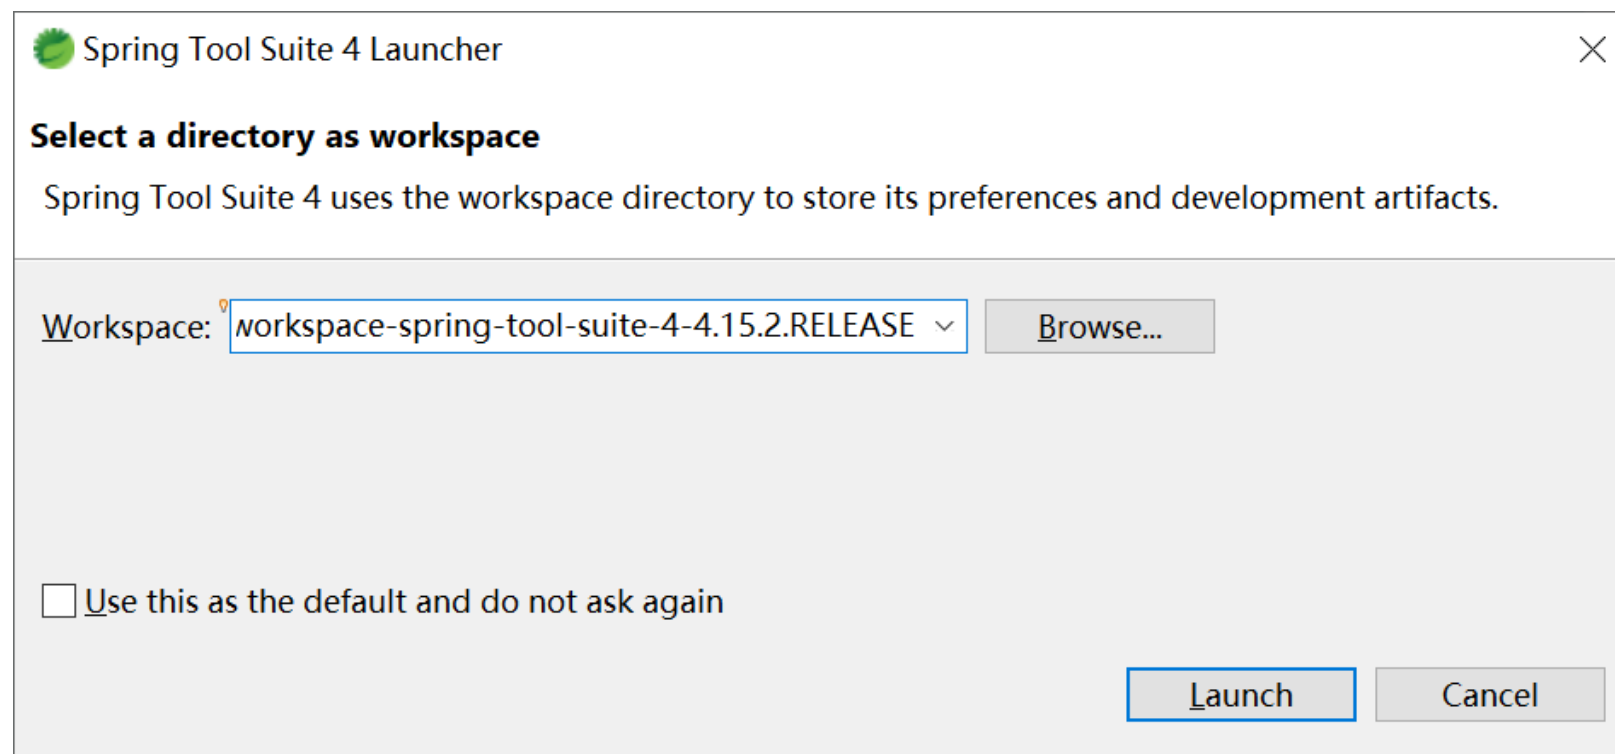 Spring Tool Suite 4 Launcher
Select a directory as workspace
Spring Tool Suite 4 uses the workspace directory to store its preferences and development artifacts.
Workspace: workspace-spring-tool-suite-4-4.15.2.RELEASE Browse...
Use this as the default and do not ask again
Launch Cancel